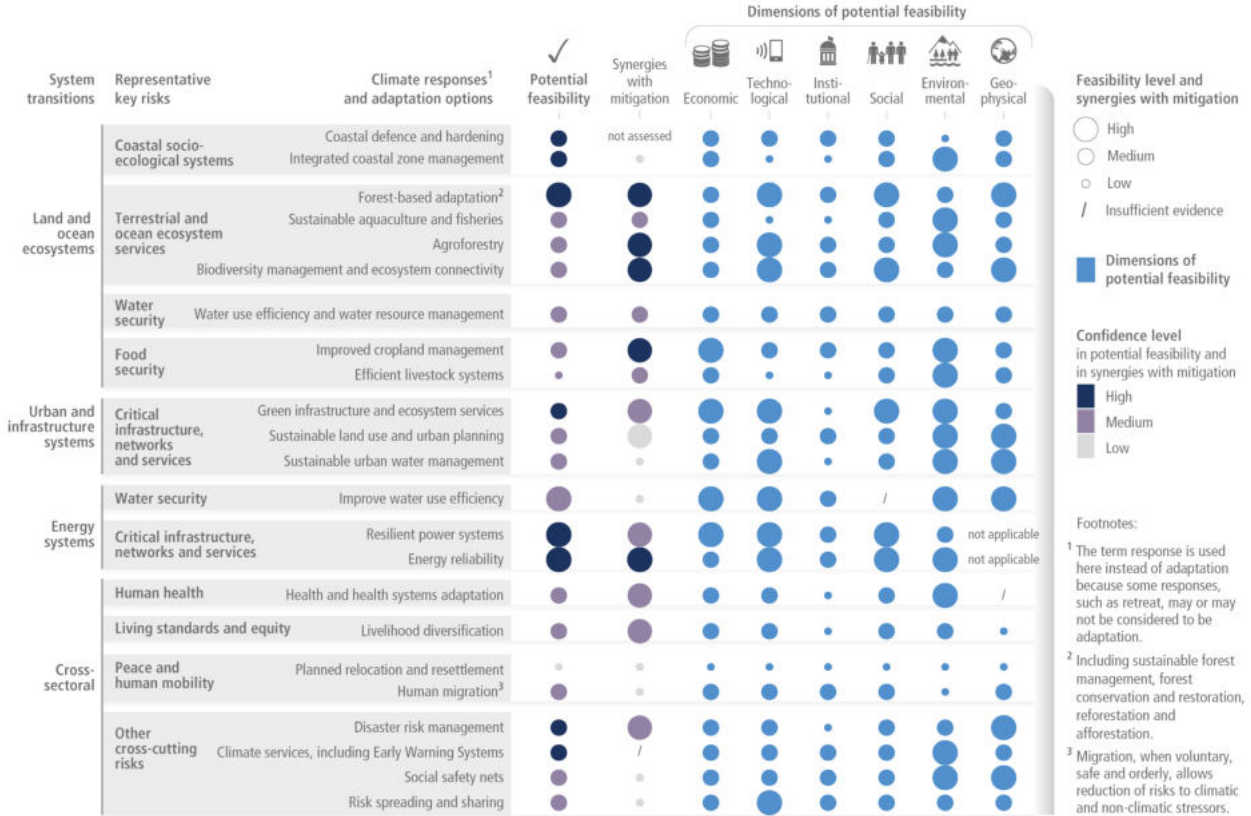 Dimensions of potential feasibility
System transitions
Representative key risks
Climate responses¹ and adaptation options
Potential feasibility
Synergies with mitigation
Economic
Techno-logical
Insti-tutional
Social
Environ-mental
Geo-physical
Land and ocean ecosystems
Coastal socio-ecological systems
Coastal defence and hardening
not assessed
Integrated coastal zone management
Terrestrial and ocean ecosystem services
Forest-based adaptation²
Sustainable aquaculture and fisheries
Agroforestry
Biodiversity management and ecosystem connectivity
Water security
Water use efficiency and water resource management
Food security
Improved cropland management
Efficient livestock systems
Urban and infrastructure systems
Critical infrastructure, networks and services
Green infrastructure and ecosystem services
Sustainable land use and urban planning
Sustainable urban water management
Energy systems
Water security
Improve water use efficiency
/
Critical infrastructure, networks and services
Resilient power systems
not applicable
Energy reliability
not applicable
Cross-sectoral
Human health
Health and health systems adaptation
/
Living standards and equity
Livelihood diversification
Peace and human mobility
Planned relocation and resettlement
Human migration³
Other cross-cutting risks
Disaster risk management
Climate services, including Early Warning Systems
/
Social safety nets
Risk spreading and sharing
Feasibility level and
synergies with mitigation
High
Medium
Low
/ Insufficient evidence
Dimensions of
potential feasibility
Confidence level
in potential feasibility and
in synergies with mitigation
High
Medium
Low
Footnotes:
¹ The term response is used
here instead of adaptation
because some responses,
such as retreat, may or may
not be considered to be
adaptation.
² Including sustainable forest
management, forest
conservation and restoration,
reforestation and
afforestation.
³ Migration, when voluntary,
safe and orderly, allows
reduction of risks to climatic
and non-climatic stressors.